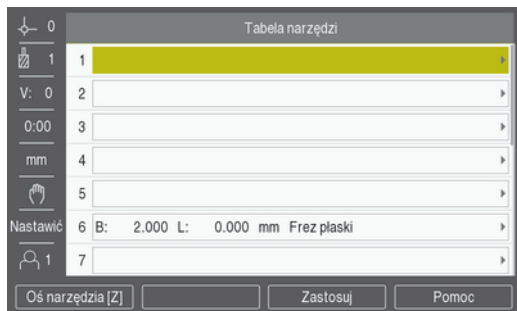 0 Tabela narzędzi
1 1
V: 0 2
0:00 3
mm 4
5
Nastawić 6 B: 2.000 L: 0.000 mm Frez płaski
1 7
Oś narzędzia [Z] Zastosuj Pomoc